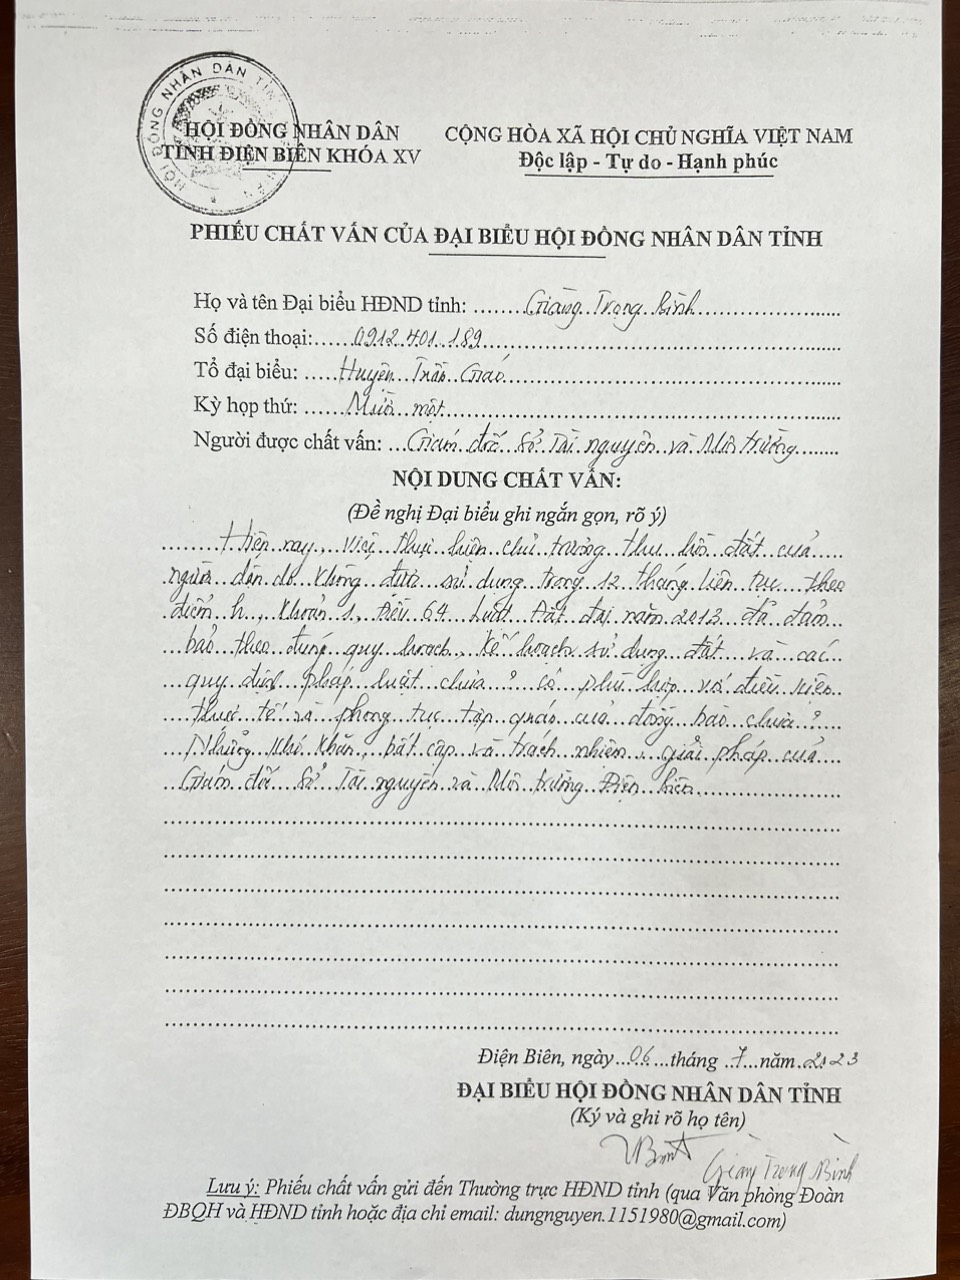 HỘI ĐỒNG NHÂN DÂN TỈN
HỘI ĐỒNG NHÂN DÂN
TỈNH ĐIỆN BIÊN KHÓA XV
CỘNG HÒA XÃ HỘI CHỦ NGHĨA VIỆT NAM
Độc lập - Tự do - Hạnh phúc
PHIẾU CHẤT VẤN CỦA ĐẠI BIỂU HỘI ĐỒNG NHÂN DÂN TỈNH
Họ và tên Đại biểu HĐND tỉnh: Giàng Trọng Bình
Số điện thoại: 0912.401.189
Tổ đại biểu: Huyện Tuần Giáo
Kỳ họp thứ: Mười một
Người được chất vấn: Giám đốc Sở Tài nguyên và Môi trường
NỘI DUNG CHẤT VẤN:
(Đề nghị Đại biểu ghi ngắn gọn, rõ ý)
Hiện nay, việc thực hiện chủ trương thu hồi đất của
người dân do không được sử dụng trong 12 tháng liên tục theo
điểm h, khoản 1, Điều 64 Luật Đất đai năm 2013 đã đảm
bảo theo đúng quy hoạch, kế hoạch sử dụng đất và các
quy định pháp luật chưa? có phù hợp với điều kiện
thực tế và phong tục tập quán của đồng bào chưa?
Những khó khăn, bất cập và trách nhiệm, giải pháp của
Giám đốc Sở Tài nguyên và Môi trường Điện Biên
Điện Biên, ngày 06 tháng 7 năm 2023
ĐẠI BIỂU HỘI ĐỒNG NHÂN DÂN TỈNH
(Ký và ghi rõ họ tên)
Giàng Trọng Bình
Lưu ý: Phiếu chất vấn gửi đến Thường trực HĐND tỉnh (qua Văn phòng Đoàn
ĐBQH và HĐND tỉnh hoặc địa chỉ email: dungnguyen.1151980@gmail.com)